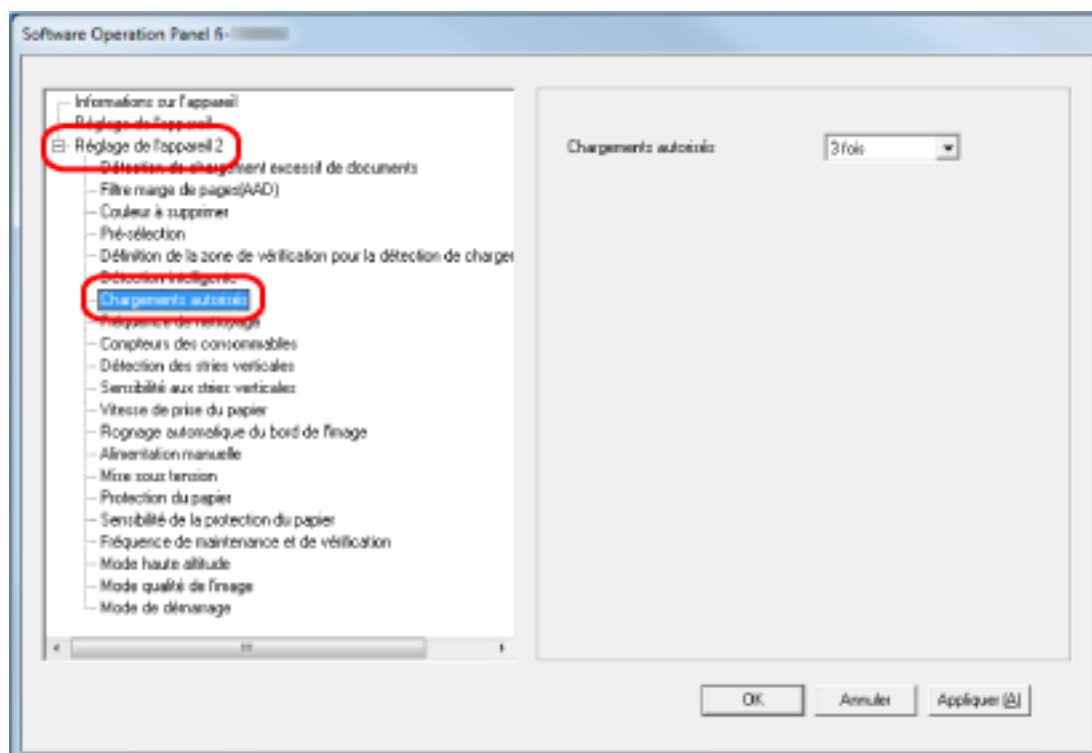 Software Operation Panel fi-
Informations sur l'appareil
Réglage de l'appareil
Réglage de l'appareil 2
Détection de chargement excessif de documents
Filtre marge de pages(AAD)
Couleur à supprimer
Pré-sélection
Définition de la zone de vérification pour la détection de charger
Détection intelligente
Chargements autorisés
Fréquence de nettoyage
Compteurs des consommables
Détection des stries verticales
Sensibilité aux stries verticales
Vitesse de prise du papier
Rognage automatique du bord de l'image
Alimentation manuelle
Mise sous tension
Protection du papier
Sensibilité de la protection du papier
Fréquence de maintenance et de vérification
Mode haute altitude
Mode qualité de l'image
Mode de démarrage
Chargements autorisés
3 fois
OK
Annuler
Appliquer (A)